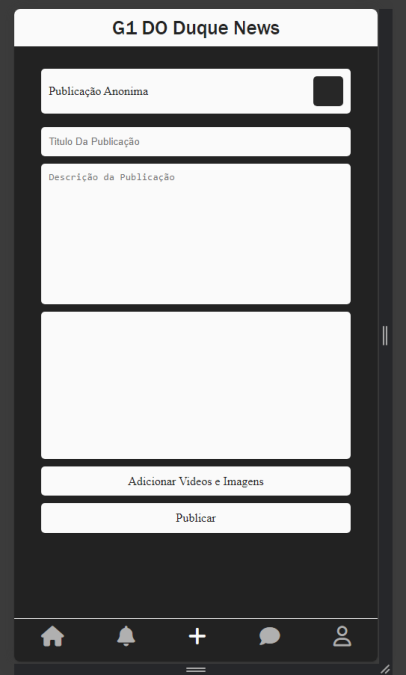 G1 DO Duque News
Publicação Anonima
Titulo Da Publicação
Descrição da Publicação
Adicionar Videos e Imagens
Publicar